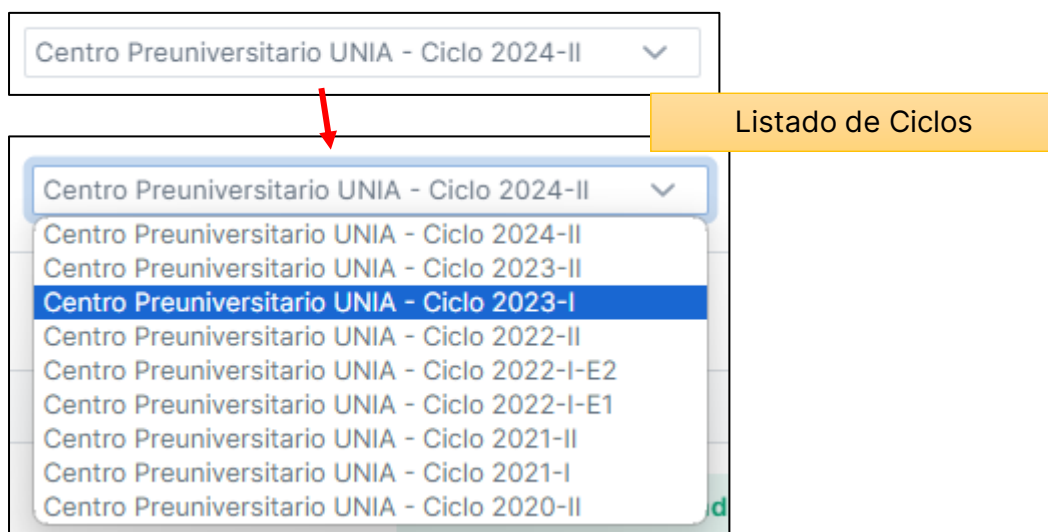 Centro Preuniversitario UNIA - Ciclo 2024-II
Listado de Ciclos
Centro Preuniversitario UNIA - Ciclo 2024-II
Centro Preuniversitario UNIA - Ciclo 2024-II
Centro Preuniversitario UNIA - Ciclo 2023-II
Centro Preuniversitario UNIA - Ciclo 2023-I
Centro Preuniversitario UNIA - Ciclo 2022-II
Centro Preuniversitario UNIA - Ciclo 2022-I-E2
Centro Preuniversitario UNIA - Ciclo 2022-I-E1
Centro Preuniversitario UNIA - Ciclo 2021-II
Centro Preuniversitario UNIA - Ciclo 2021-I
Centro Preuniversitario UNIA - Ciclo 2020-II